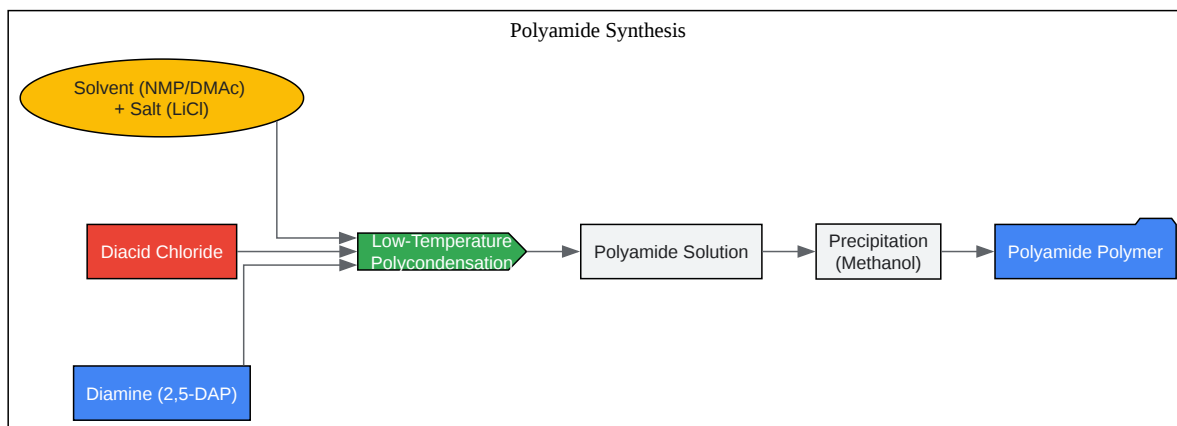 Polyamide Synthesis
Solvent (NMP/DMAc)
+ Salt (LiCl)
Diacid Chloride
Low-Temperature
Polycondensation
Polyamide Solution
Precipitation
(Methanol)
Polyamide Polymer
Diamine (2,5-DAP)